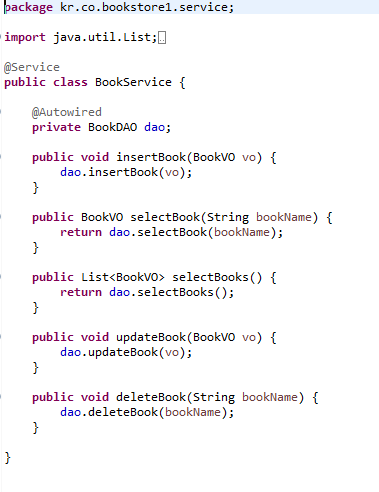 package kr.co.bookstore1.service;
import java.util.List;
@Service
public class BookService {
@Autowired
private BookDAO dao;
public void insertBook(BookVO vo) {
dao.insertBook(vo);
}
public BookVO selectBook(String bookName) {
return dao.selectBook(bookName);
}
public List<BookVO> selectBooks() {
return dao.selectBooks();
}
public void updateBook(BookVO vo) {
dao.updateBook(vo);
}
public void deleteBook(String bookName) {
dao.deleteBook(bookName);
}
}